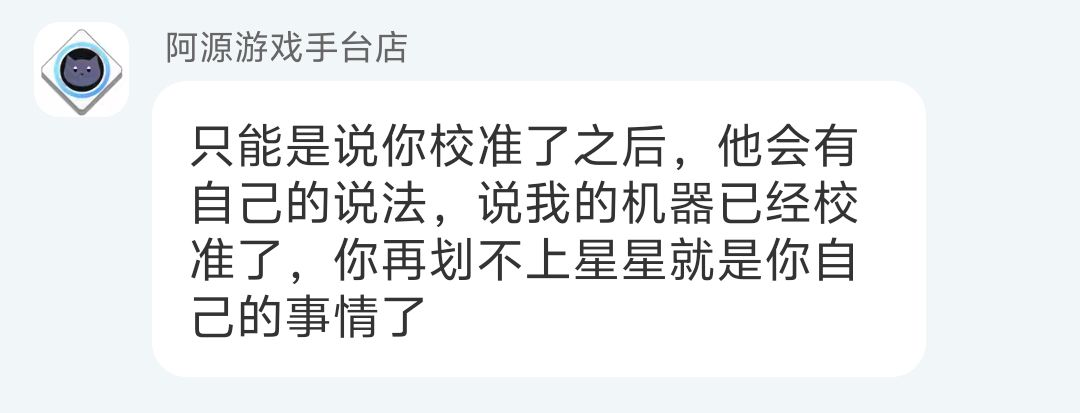 阿源游戏手台店
只能是说你校准了之后，他会有
自己的说法，说我的机器已经校
准了，你再划不上星星就是你自
己的事情了